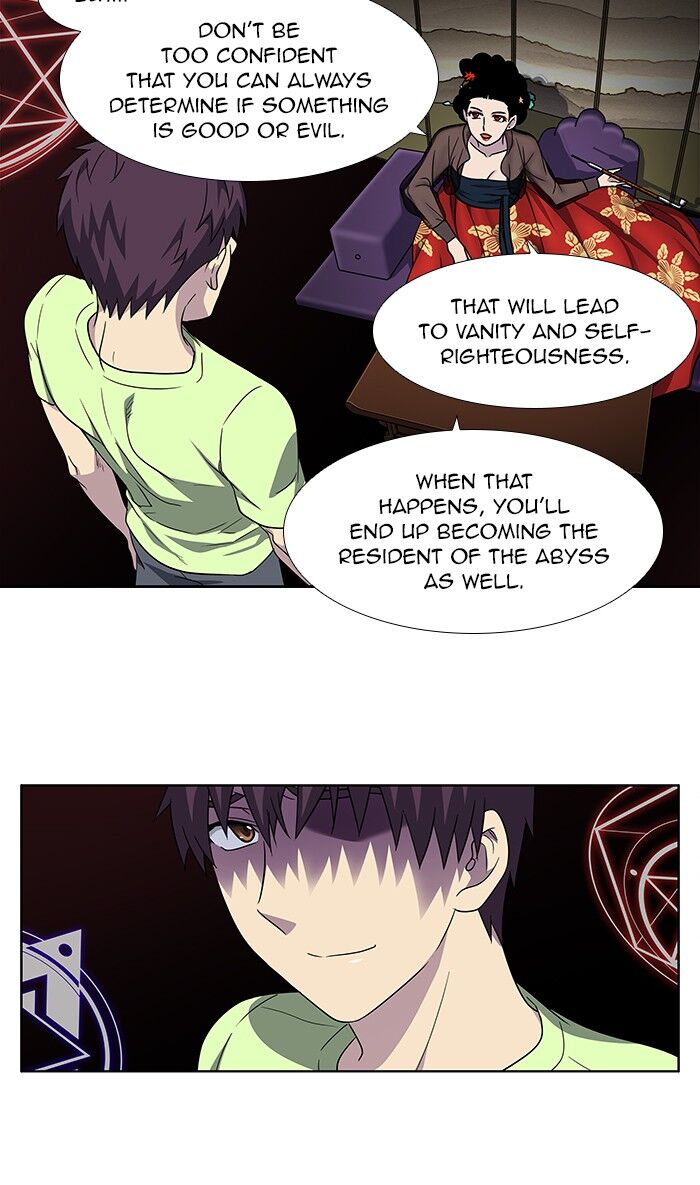 DON'T BE
TOO CONFIDENT
THAT YOU CAN ALWAYS
DETERMINE IF SOMETHING
IS GOOD OR EVIL.
THAT WILL LEAD
TO VANITY AND SELF-
RIGHTEOUSNESS.
WHEN THAT
HAPPENS, YOU'LL
END UP BECOMING THE
RESIDENT OF THE ABYSS
AS WELL.